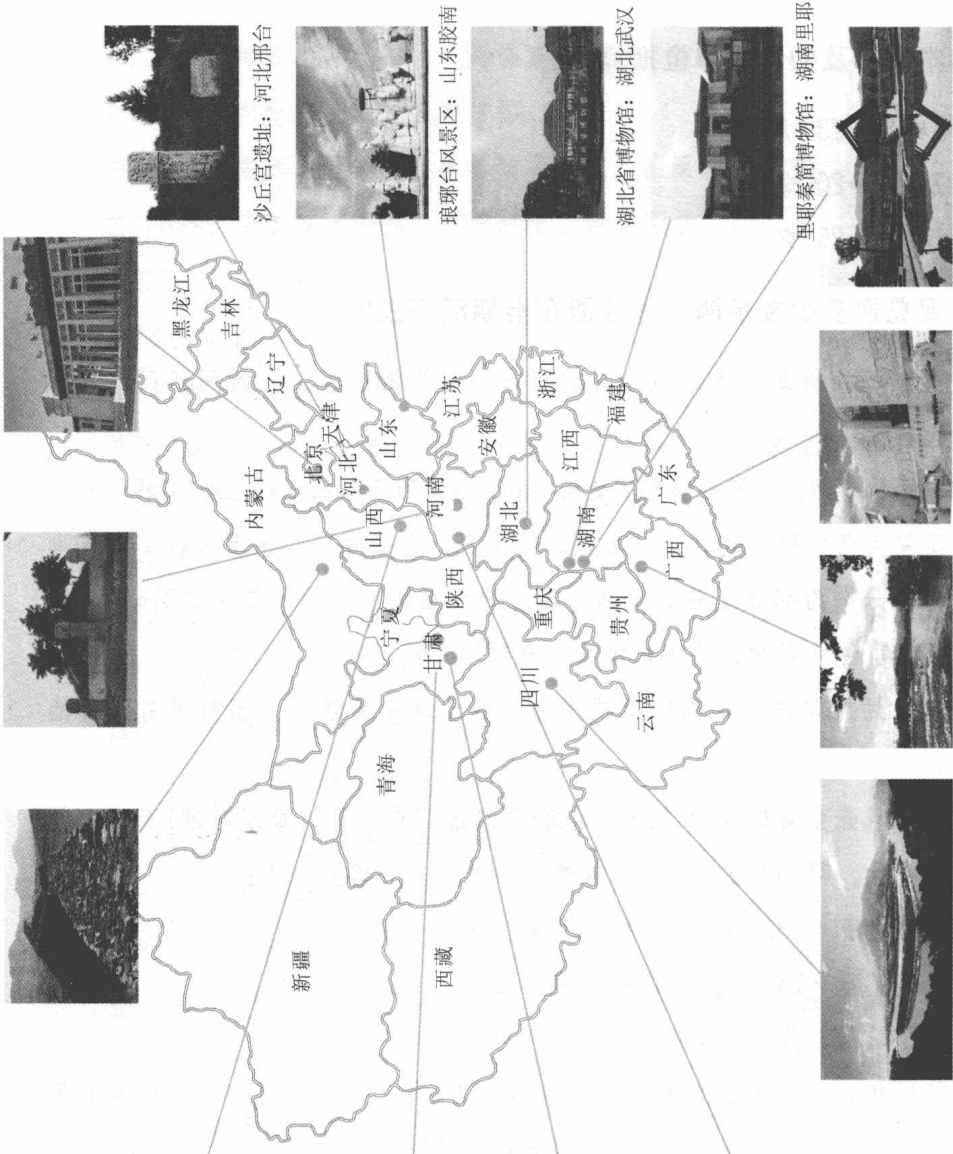 沙丘宫遗址：河北邢台
琅琊台风景区：山东胶南
湖北省博物馆：湖北武汉
里耶秦简博物馆：湖南里耶
黑龙江
吉林
辽宁
内蒙古
北京
天津
河北
山西
山东
新疆
青海
宁夏
甘肃
陕西
河南
江苏
安徽
西藏
四川
重庆
湖北
浙江
江西
湖南
福建
贵州
云南
广西
广东